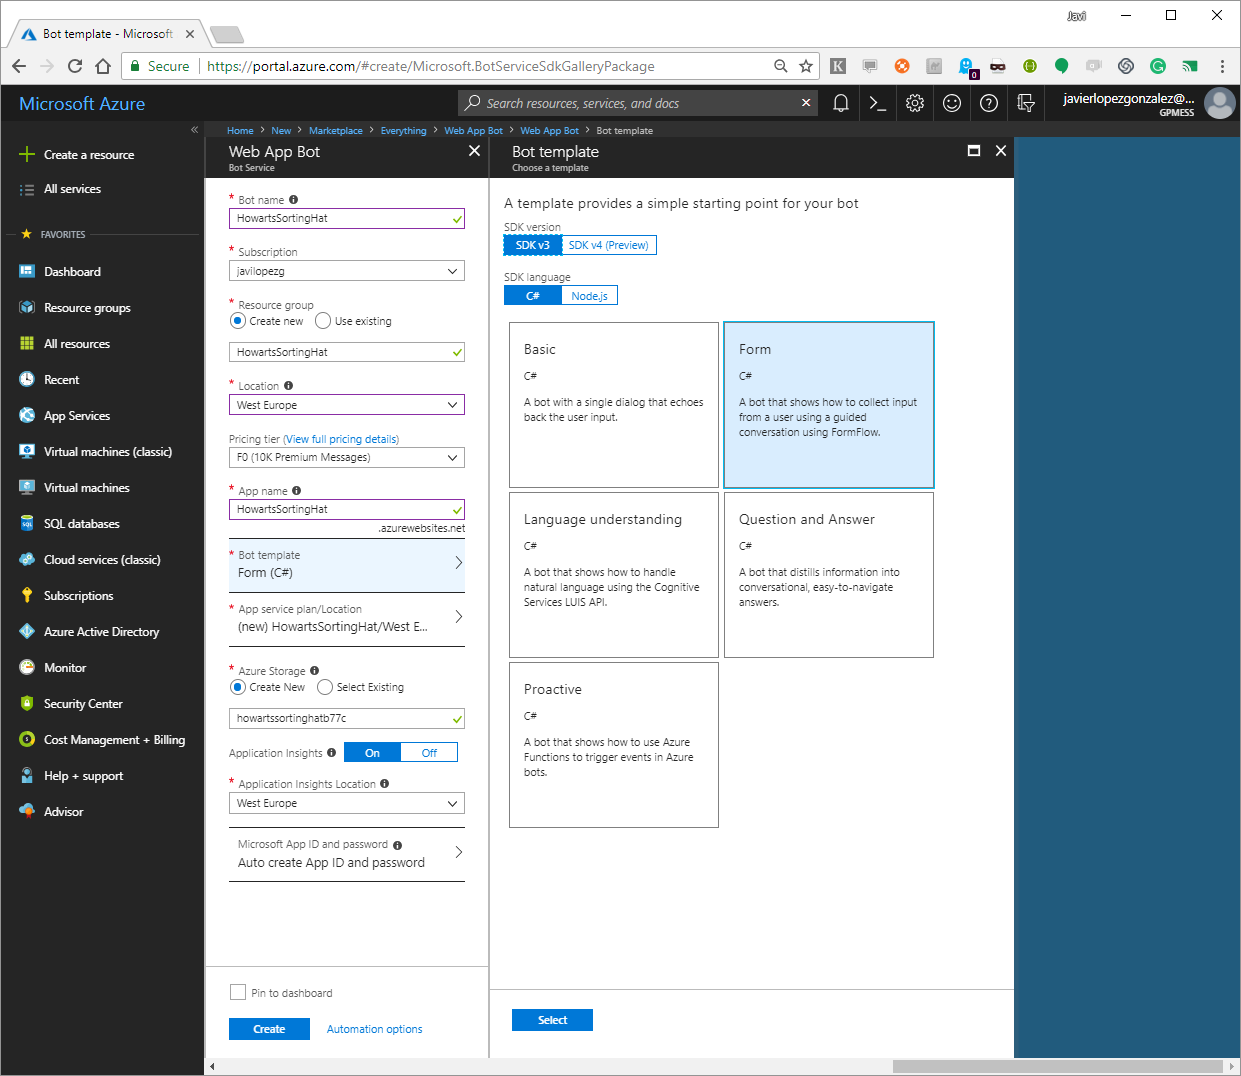 Javi
Bot template - Microsoft
Secure
https://portal.azure.com/#create/Microsoft.BotServiceSdkGalleryPackage
K
0
Microsoft Azure
Search resources, services, and docs
javierlopezgonzalez@...
GPMESS
Home > New > Marketplace > Everything > Web App Bot > Web App Bot > Bot template
Create a resource
All services
FAVORITES
Dashboard
Resource groups
All resources
Recent
App Services
Virtual machines (classic)
Virtual machines
SQL databases
Cloud services (classic)
Subscriptions
Azure Active Directory
Monitor
Security Center
Cost Management + Billing
Help + support
Advisor
Web App Bot
Bot Service
* Bot name
HowartsSortingHat
* Subscription
javilopezg
* Resource group
Create new
Use existing
HowartsSortingHat
* Location
West Europe
Pricing tier (View full pricing details)
F0 (10K Premium Messages)
* App name
HowartsSortingHat
.azurewebsites.net
* Bot template
Form (C#)
* App service plan/Location
(new) HowartsSortingHat/West E...
* Azure Storage
Create New
Select Existing
howartssortinghatb77c
Application Insights
On
Off
* Application Insights Location
West Europe
Microsoft App ID and password
Auto create App ID and password
Pin to dashboard
Create
Automation options
Bot template
Choose a template
A template provides a simple starting point for your bot
SDK version
SDK v3
SDK v4 (Preview)
SDK language
C#
Node.js
Basic
C#
A bot with a single dialog that echoes
back the user input.
Form
C#
A bot that shows how to collect input
from a user using a guided
conversation using FormFlow.
Language understanding
C#
A bot that shows how to handle
natural language using the Cognitive
Services LUIS API.
Question and Answer
C#
A bot that distills information into
conversational, easy-to-navigate
answers.
Proactive
C#
A bot that shows how to use Azure
Functions to trigger events in Azure
bots.
Select